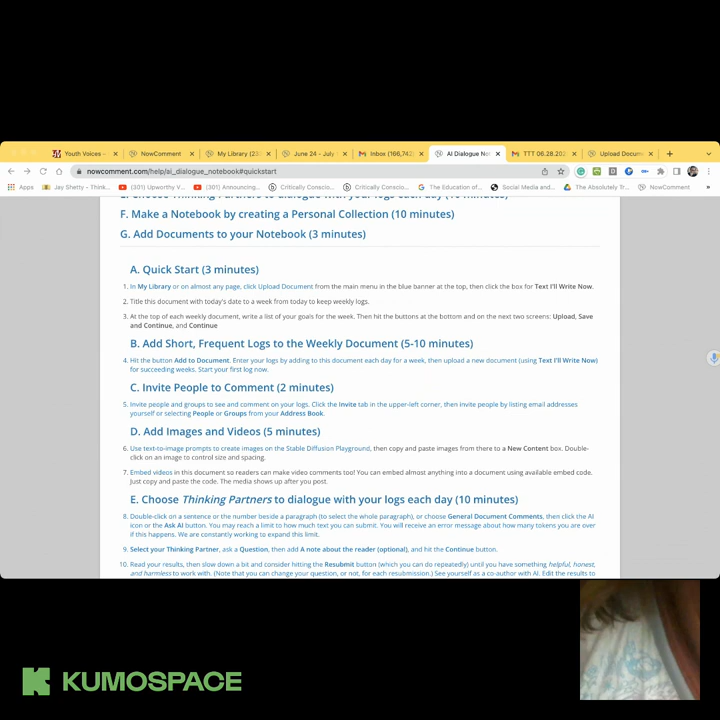 Youth Voices -
NowComment
My Library (23
June 24 - July
Inbox (166,742
AI Dialogue No
TTT 06.28.202
Upload Docum
nowcomment.com/help/ai_dialogue_notebook#quickstart
Apps
Jay Shetty - Think...
(301) Upworthy V...
(301) Announcing...
Critically Conscio...
Critically Conscio...
The Education of...
Social Media and...
The Absolutely Tr...
NowComment
F. Make a Notebook by creating a Personal Collection (10 minutes)
G. Add Documents to your Notebook (3 minutes)
A. Quick Start (3 minutes)
1. In My Library or on almost any page, click Upload Document from the main menu in the blue banner at the top, then click the box for Text I'll Write Now.
2. Title this document with today's date to a week from today to keep weekly logs.
3. At the top of each weekly document, write a list of your goals for the week. Then hit the buttons at the bottom and on the next two screens: Upload, Save
and Continue, and Continue
B. Add Short, Frequent Logs to the Weekly Document (5-10 minutes)
4. Hit the button Add to Document. Enter your logs by adding to this document each day for a week, then upload a new document (using Text I'll Write Now)
for succeeding weeks. Start your first log now.
C. Invite People to Comment (2 minutes)
5. Invite people and groups to see and comment on your logs. Click the Invite tab in the upper-left corner, then invite people by listing email addresses
yourself or selecting People or Groups from your Address Book.
D. Add Images and Videos (5 minutes)
6. Use text-to-image prompts to create images on the Stable Diffusion Playground, then copy and paste images from there to a New Content box. Double-
click on an image to control size and spacing.
7. Embed videos in this document so readers can make video comments too! You can embed almost anything into a document using available embed code.
Just copy and paste the code. The media shows up after you post.
E. Choose Thinking Partners to dialogue with your logs each day (10 minutes)
8. Double-click on a sentence or the number beside a paragraph (to select the whole paragraph), or choose General Document Comments, then click the AI
icon or the Ask AI button. You may reach a limit to how much text you can submit. You will receive an error message about how many tokens you are over
if this happens. We are constantly working to expand this limit.
9. Select your Thinking Partner, ask a Question, then add A note about the reader (optional), and hit the Continue button.
10. Read your results, then slow down a bit and consider hitting the Resubmit button (which you can do repeatedly) until you have something helpful, honest,
and harmless to work with. (Note that you can change your question, or not, for each resubmission.) See yourself as a co-author with AI. Edit the results to
KUMOSPACE